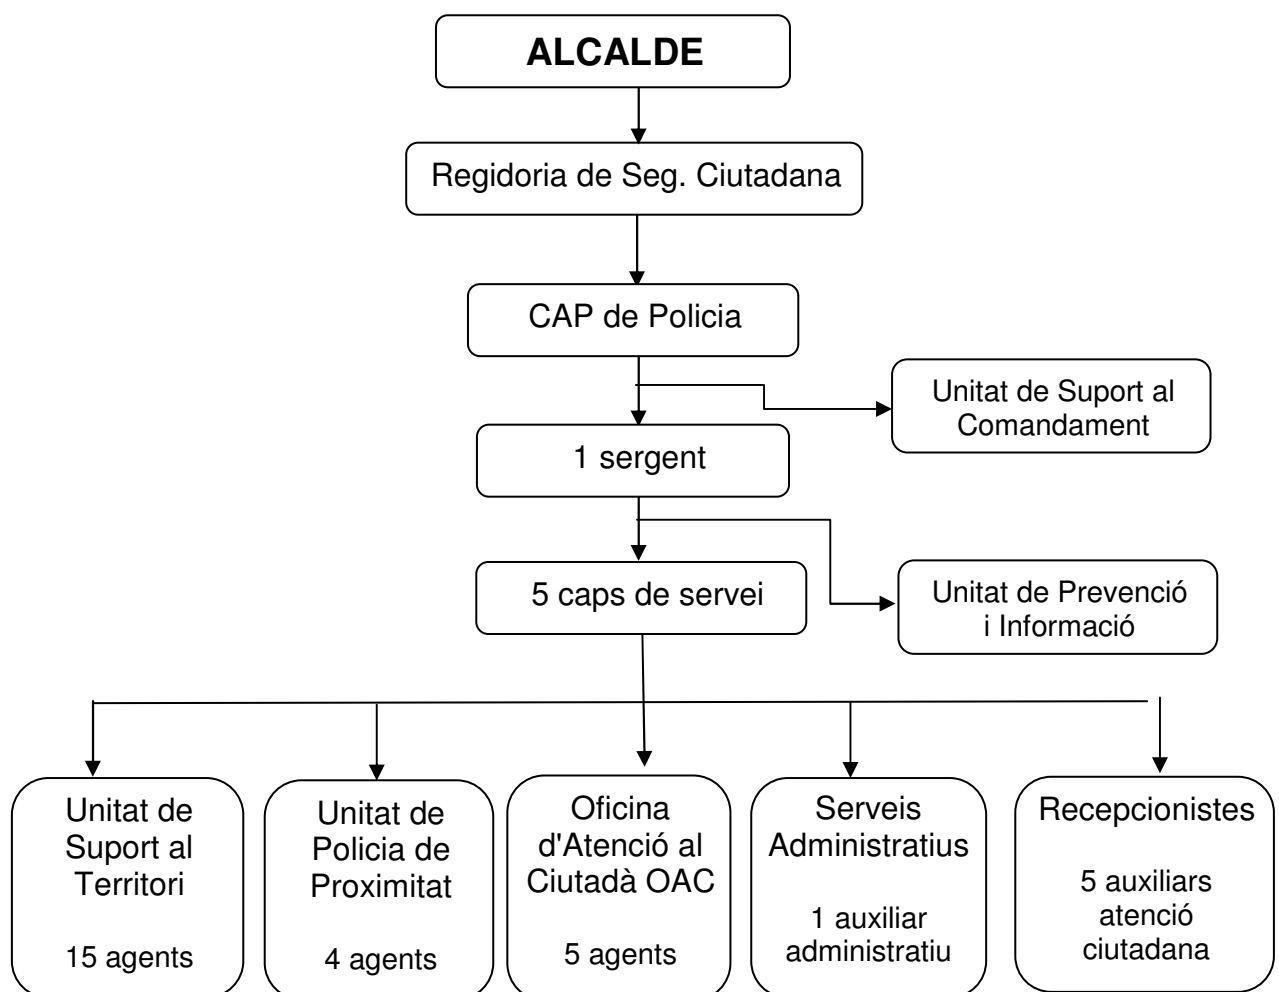 ALCALDE
Regidoria de Seg. Ciutadana
CAP de Policia
Unitat de Suport al
Comandament
1 sergent
5 caps de servei
Unitat de Prevenció
i Informació
Unitat de
Suport al
Territori
15 agents
Unitat de
Policia de
Proximitat
4 agents
Oficina
d'Atenció al
Ciutadà OAC
5 agents
Serveis
Administratius
1 auxiliar
administratiu
Recepcionistes
5 auxiliars
atenció
ciutadana